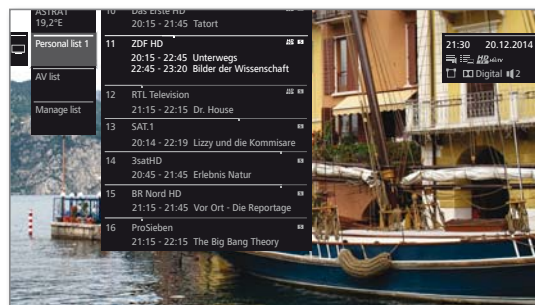 ASTRA1
19,2°E
Personal list 1
AV list
Manage list
10 Das Erste HD
20:15 - 21:45 Tatort
11 ZDF HD
20:15 - 22:45 Unterwegs
22:45 - 23:20 Bilder der Wissenschaft
12 RTL Television
21:15 - 22:15 Dr. House
13 SAT.1
20:14 - 22:19 Lizzy und die Kommisare
14 3satHD
20:45 - 21:45 Erlebnis Natur
15 BR Nord HD
21:15 - 21:45 Vor Ort - Die Reportage
16 ProSieben
21:15 - 22:15 The Big Bang Theory
21:30 20.12.2014
Digital 2